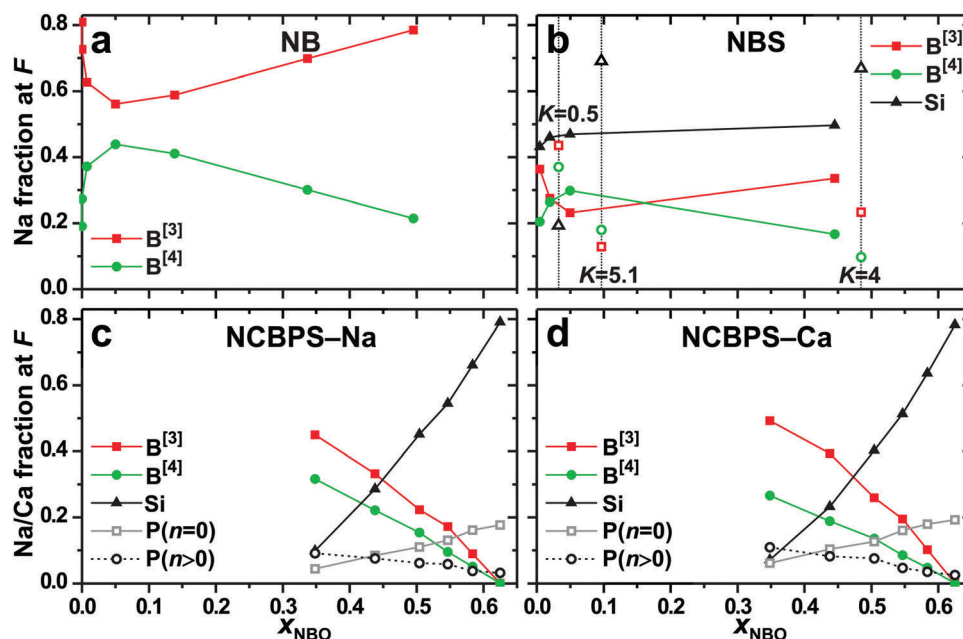 a
NB
Na fraction at F
0.8
0.6
0.4
0.2
0.0
B[3]
B[4]
b
NBS
B[3]
B[4]
Si
K=0.5
K=5.1
K=4
c
NCBPS–Na
Na/Ca fraction at F
0.8
0.6
0.4
0.2
0.0
B[3]
B[4]
Si
P(n=0)
P(n>0)
0.0 0.1 0.2 0.3 0.4 0.5 0.6
xNBO
d
NCBPS–Ca
B[3]
B[4]
Si
P(n=0)
P(n>0)
0.0 0.1 0.2 0.3 0.4 0.5 0.6
xNBO